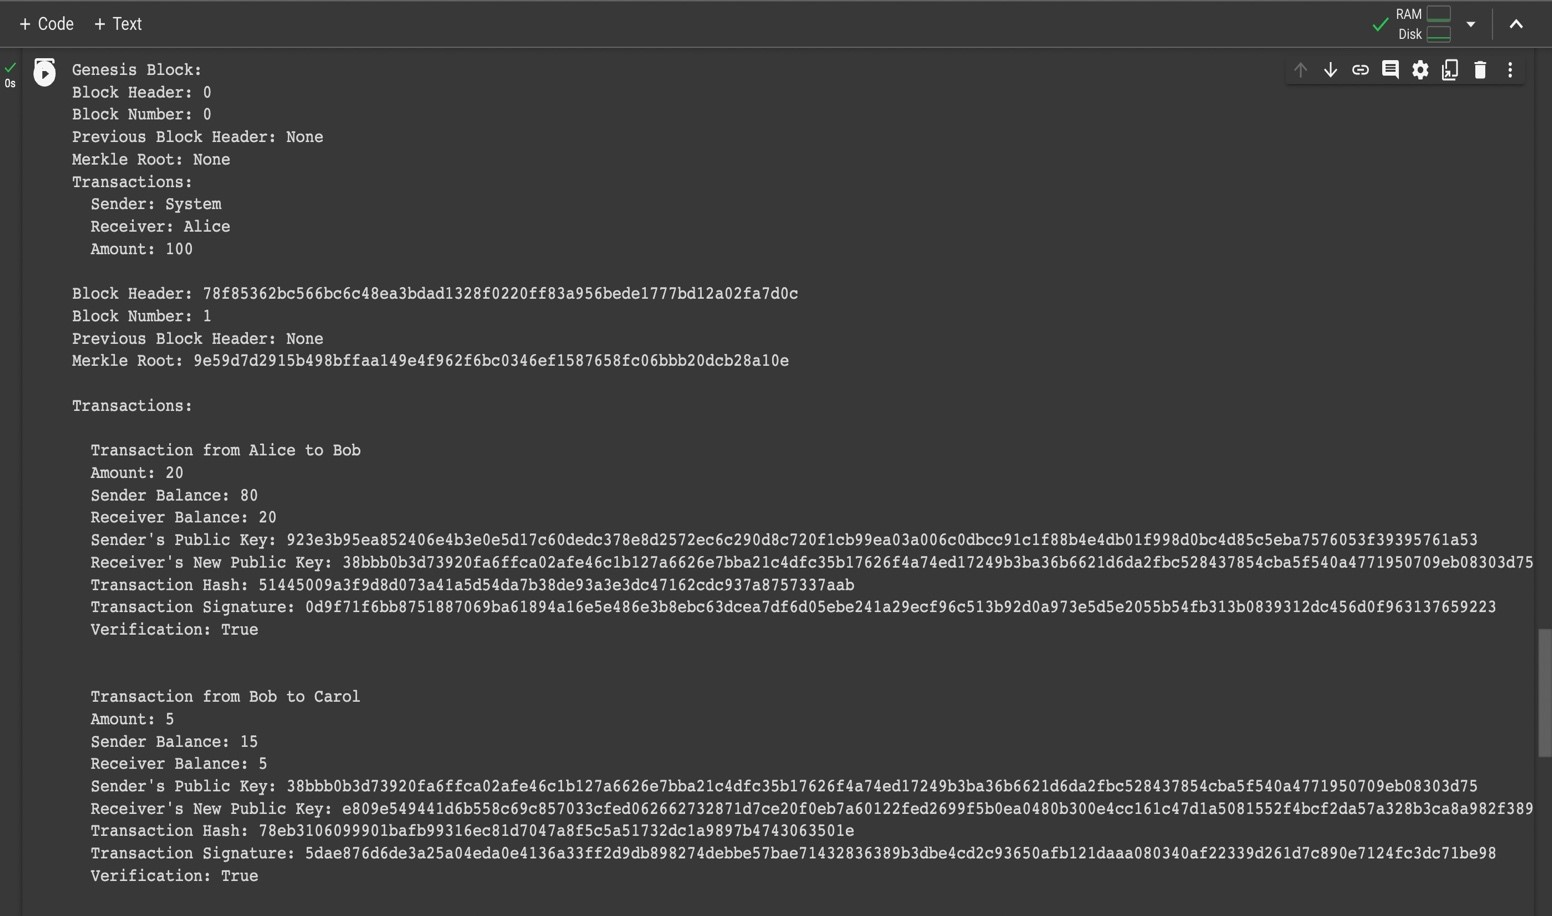 + Code + Text
RAM
Disk
0s
Genesis Block:
Block Header: 0
Block Number: 0
Previous Block Header: None
Merkle Root: None
Transactions:
Sender: System
Receiver: Alice
Amount: 100
Block Header: 78f85362bc566bc6c48ea3bdad1328f0220ff83a956bede1777bd12a02fa7d0c
Block Number: 1
Previous Block Header: None
Merkle Root: 9e59d7d2915b498bffaa149e4f962f6bc0346ef1587658fc06bbb20dcb28a10e
Transactions:
Transaction from Alice to Bob
Amount: 20
Sender Balance: 80
Receiver Balance: 20
Sender's Public Key: 923e3b95ea852406e4b3e0e5d17c60dedc378e8d2572ec6c290d8c720f1cb99ea03a006c0dbcc91c1f88b4e4db01f998d0bc4d85c5eba7576053f39395761a53
Receiver's New Public Key: 38bbb0b3d73920fa6ffca02afe46c1b127a6626e7bba21c4dfc35b17626f4a74ed17249b3ba36b6621d6da2fbc528437854cba5f540a4771950709eb08303d75
Transaction Hash: 51445009a3f9d8d073a41a5d54da7b38de93a3e3dc47162cdc937a8757337aab
Transaction Signature: 0d9f71f6bb8751887069ba61894a16e5e486e3b8ebc63dcea7df6d05ebe241a29ecf96c513b92d0a973e5d5e2055b54fb313b0839312dc456d0f963137659223
Verification: True
Transaction from Bob to Carol
Amount: 5
Sender Balance: 15
Receiver Balance: 5
Sender's Public Key: 38bbb0b3d73920fa6ffca02afe46c1b127a6626e7bba21c4dfc35b17626f4a74ed17249b3ba36b6621d6da2fbc528437854cba5f540a4771950709eb08303d75
Receiver's New Public Key: e809e549441d6b558c69c857033cfed062662732871d7ce20f0eb7a60122fed2699f5b0ea0480b300e4cc161c47d1a5081552f4bcf2da57a328b3ca8a982f389
Transaction Hash: 78eb3106099901bafb99316ec81d7047a8f5c5a51732dc1a9897b4743063501e
Transaction Signature: 5dae876d6de3a25a04eda0e4136a33ff2d9db898274debbe57bae71432836389b3dbe4cd2c93650afb121daaa080340af22339d261d7c890e7124fc3dc71be98
Verification: True